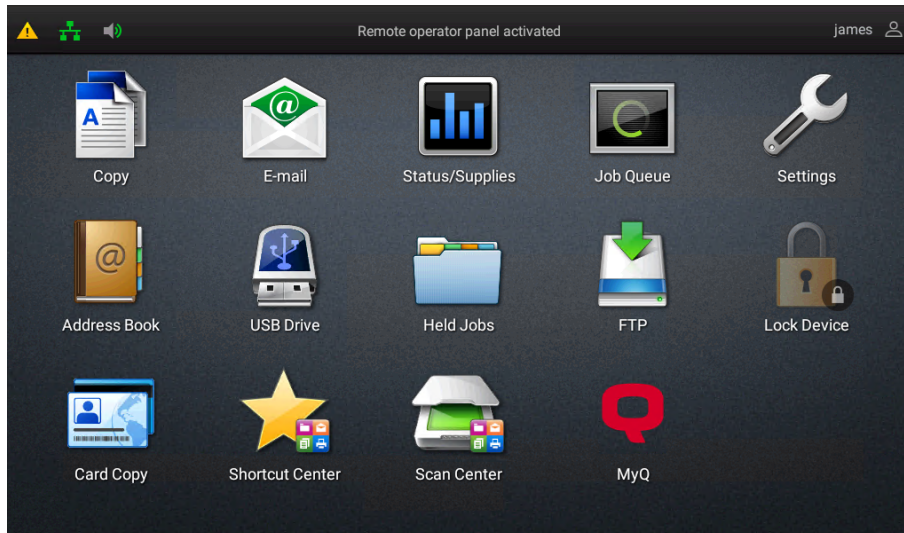 Remote operator panel activated
james
Copy
E-mail
Status/Supplies
Job Queue
Settings
Address Book
USB Drive
Held Jobs
FTP
Lock Device
Card Copy
Shortcut Center
Scan Center
MyQ